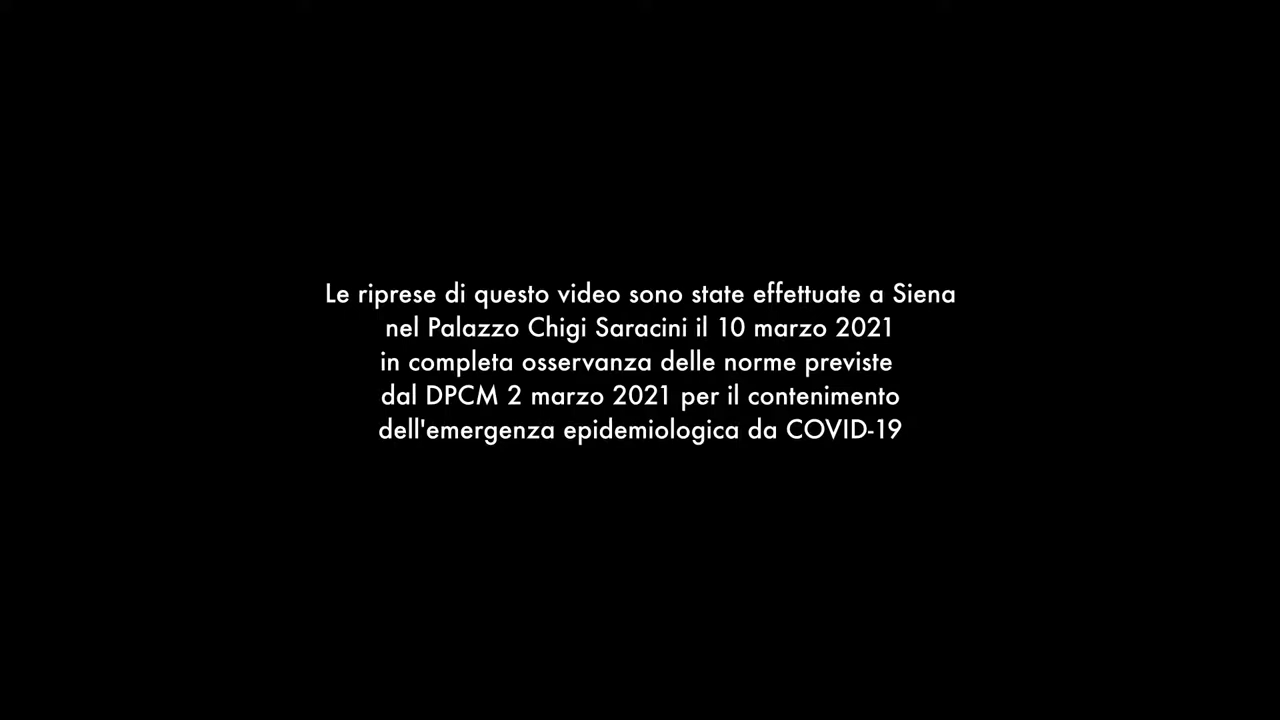 Le riprese di questo video sono state effettuate a Siena
nel Palazzo Chigi Saracini il 10 marzo 2021
in completa osservanza delle norme previste
dal DPCM 2 marzo 2021 per il contenimento
dell'emergenza epidemiologica da COVID-19